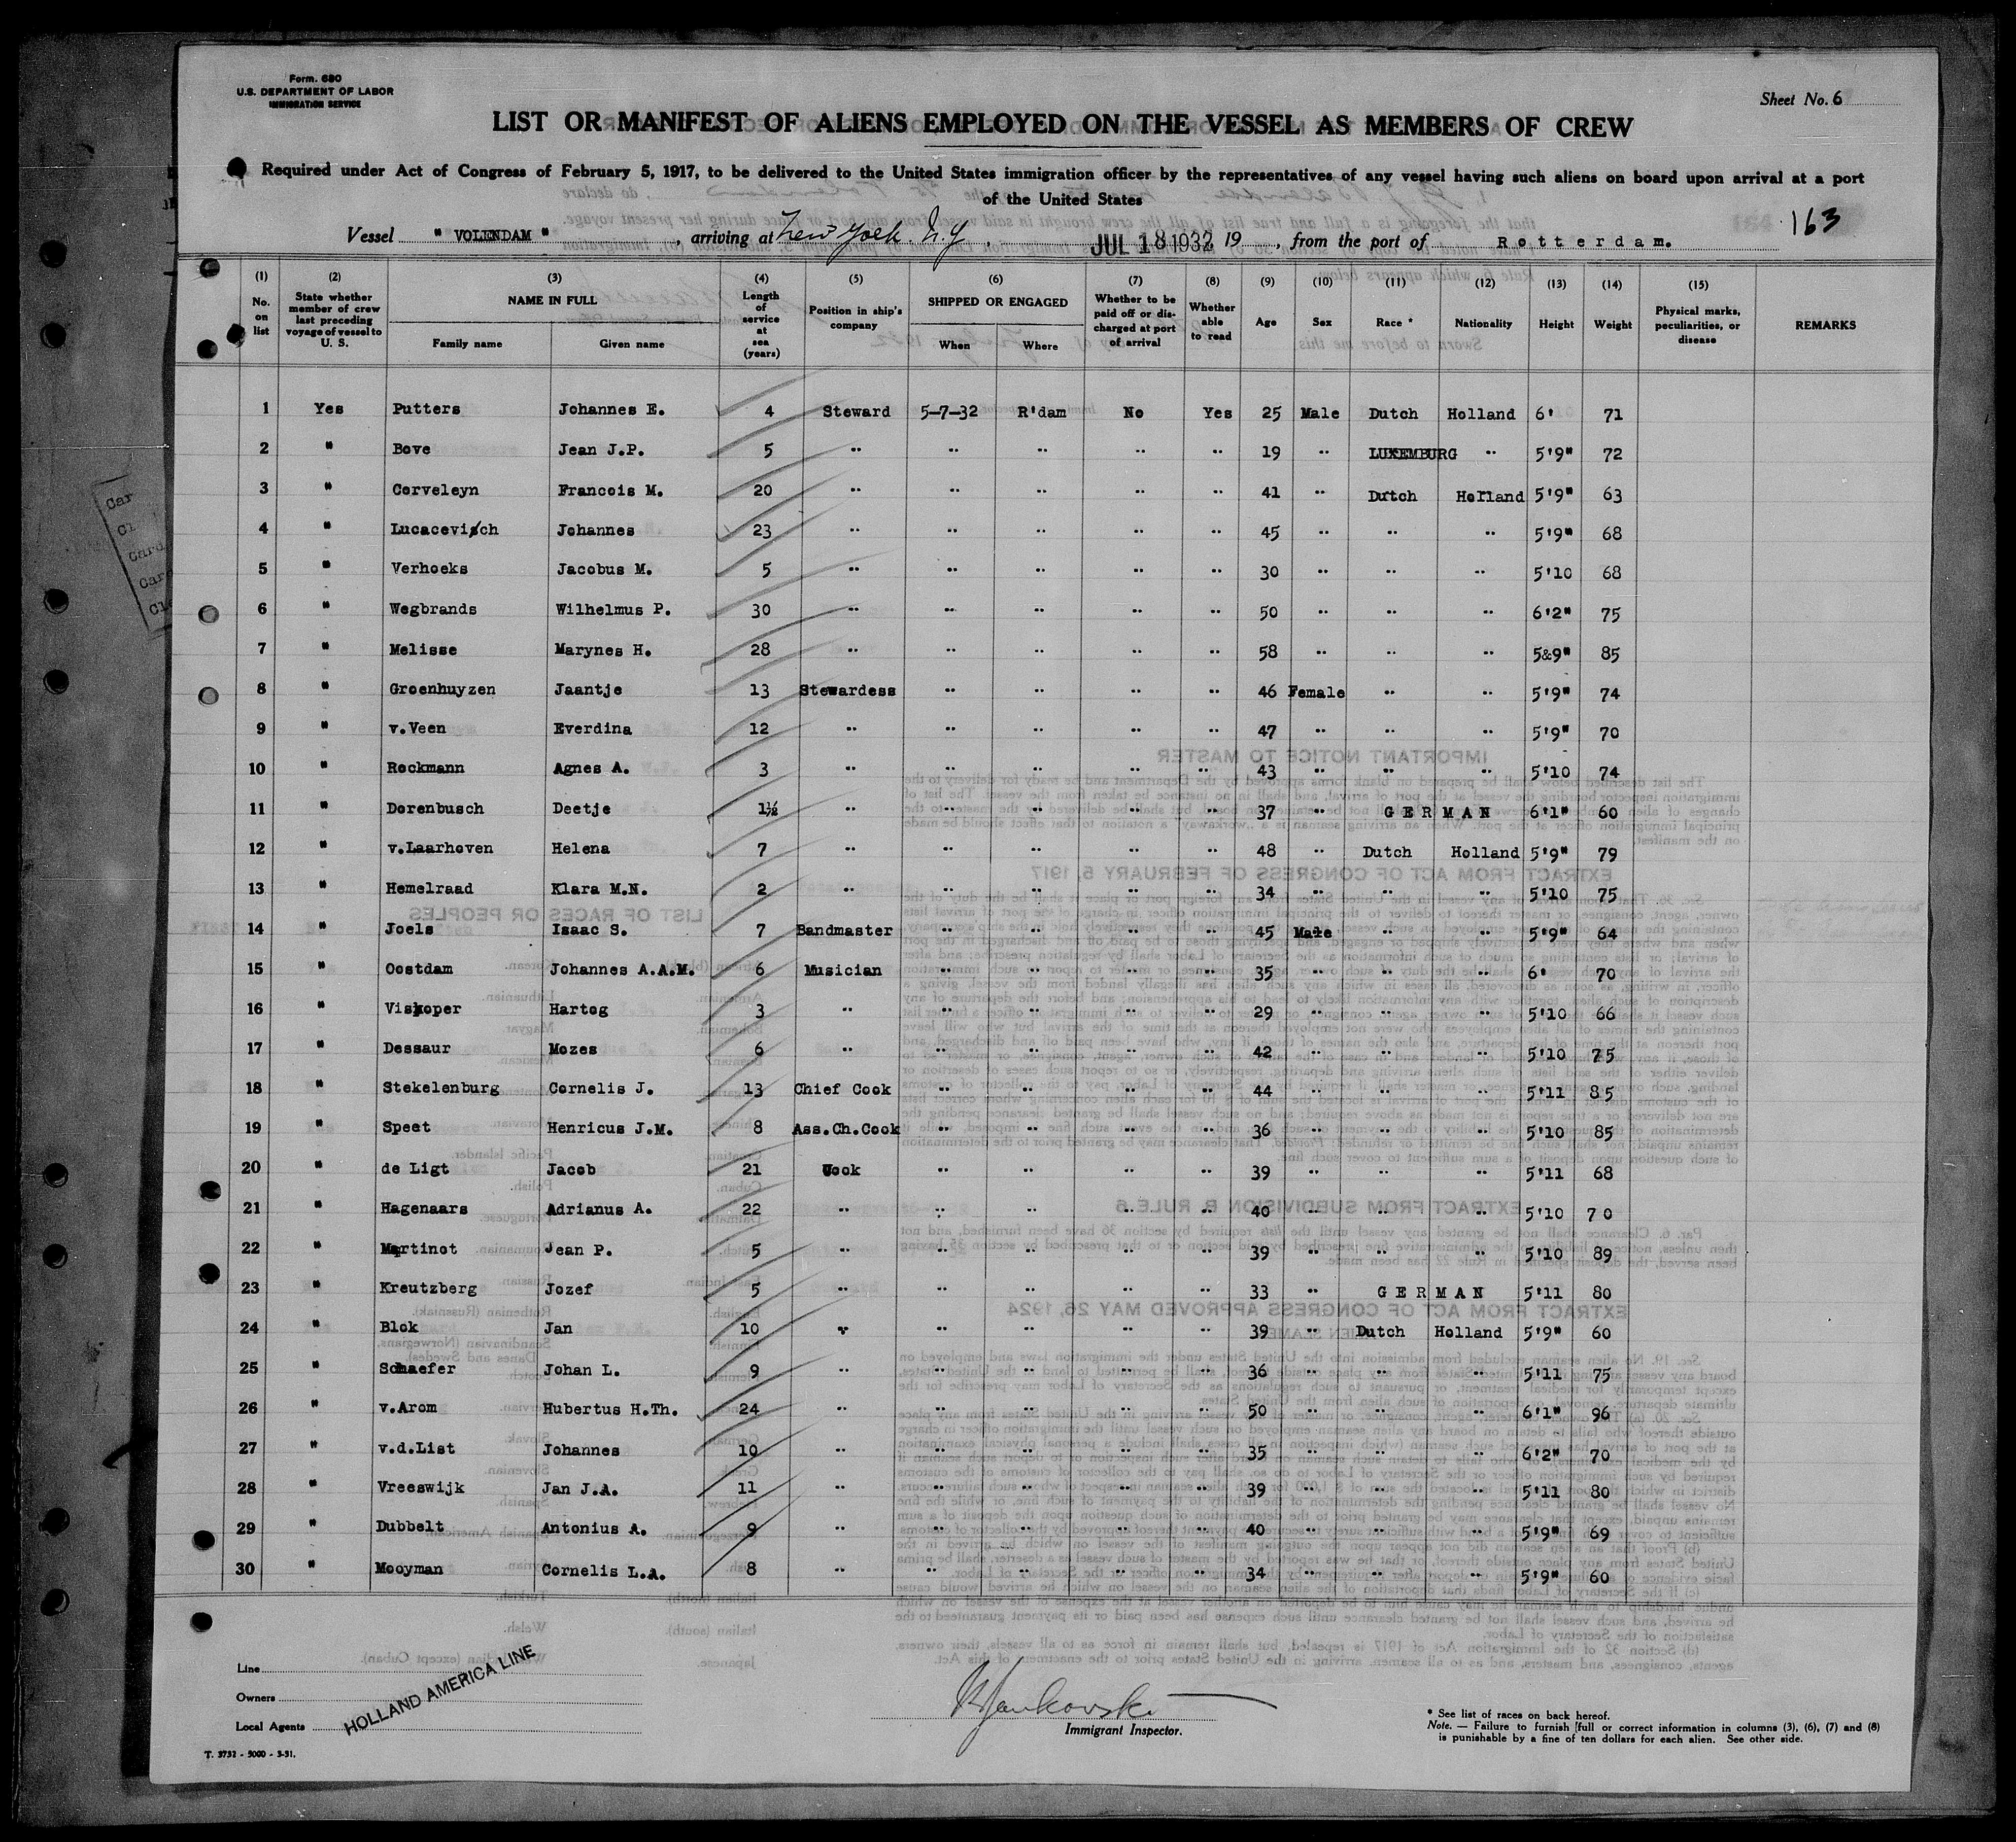 Form. 680
U.S. DEPARTMENT OF LABOR
IMMIGRATION SERVICE
Sheet No. 6
LIST OR MANIFEST OF ALIENS EMPLOYED ON THE VESSEL AS MEMBERS OF CREW
Required under Act of Congress of February 5, 1917, to be delivered to the United States immigration officer by the representatives of any vessel having such aliens on board upon arrival at a port
of the United States
163
Vessel " VOLENDAM ", arriving at New York. N.Y, JUL 18 1932 19, from the port of Rotterdam.
(1) No. on list (2) State whether member of crew last preceding voyage of vessel to U. S. (3) NAME IN FULL Family name Given name (4) Length of service at sea (years) (5) Position in ship's company (6) SHIPPED OR ENGAGED When Where (7) Whether to be paid off or discharged at port of arrival (8) Whether able to read (9) Age (10) Sex (11) Race * (12) Nationality (13) Height (14) Weight (15) Physical marks, peculiarities, or disease REMARKS
1 Yes Putters Johannes E. 4 Steward 5-7-32 R'dam No Yes 25 Male Dutch Holland 6' 71
2 " Bove Jean J.P. 5 " " " " " 19 " LUXEMBURG " 5'9" 72
3 " Corveleyn Francois M. 20 " " " " " 41 " Dutch Holland 5'9" 63
4 " Lucacevisch Johannes 23 " " " " " 45 " " " 5'9" 68
5 " Verhoeks Jacobus M. 5 " " " " " 30 " " " 5'10 68
6 " Wegbrands Wilhelmus P. 30 " " " " " 50 " " " 6'2" 75
7 " Melisse Marynes H. 28 " " " " " 58 " " " 5&9" 85
8 " Groenhuyzen Jaantje 13 Stewardess " " " " 46 Female " " 5'9" 74
9 " v.Veen Everdina 12 " " " " " 47 " " " 5'9" 70
10 " Rockmann Agnes A. 3 " " " " " 43 " " " 5'10 74
11 " Dorenbusch Deetje 1½ " " " " " 37 " GERMAN 6'1" 60
12 " v.Laarhoven Helena 7 " " " " " 48 " Dutch Holland 5'9" 79
13 " Hemelraad Klara M.N. 2 " " " " " 34 " " " 5'10 75
14 " Joels Isaac S. 7 Bandmaster " " " " 45 Male " " 5'9" 64
15 " Oostdam Johannes A.A.M. 6 Musician " " " " 35 " " " 6' 70
16 " Viskoper Hartog 3 " " " " " 29 " " " 5'10 66
17 " Dessaur Mozes 6 " " " " " 42 " " " 5'10 75
18 " Stekelenburg Cornelis J. 13 Chief Cook " " " " 44 " " " 5'11 85
19 " Speet Henricus J.M. 8 Ass.Ch.Cook " " " " 36 " " " 5'10 85
20 " de Ligt Jacob 21 Cook " " " " 39 " " " 5'11 68
21 " Hagenaars Adrianus A. 22 " " " " " 40 " " " 5'10 70
22 " Martinot Jean P. 5 " " " " " 39 " " " 5'10 89
23 " Kreutzberg Jozef 5 " " " " " 33 " GERMAN 5'11 80
24 " Blok Jan 10 " " " " " 39 " Dutch Holland 5'9" 60
25 " Schaefer Johan L. 9 " " " " " 36 " " " 5'11 75
26 " v.Arom Hubertus H.Th. 24 " " " " " 50 " " " 6'1" 96
27 " v.d.List Johannes 10 " " " " " 35 " " " 6'2" 70
28 " Vreeswijk Jan J.A. 11 " " " " " 39 " " " 5'11 80
29 " Dubbelt Antonius A. 9 " " " " " 40 " " " 5'9" 69
30 " Mooyman Cornelis L.A. 8 " " " " " 34 " " " 5'9" 60
Line
Owners
Local Agents
HOLLAND AMERICA LINE
T. 3732 - 5000 - 3-31.
Immigrant Inspector.
* See list of races on back hereof.
Note. — Failure to furnish full or correct information in columns (3), (6), (7) and (8)
is punishable by a fine of ten dollars for each alien. See other side.